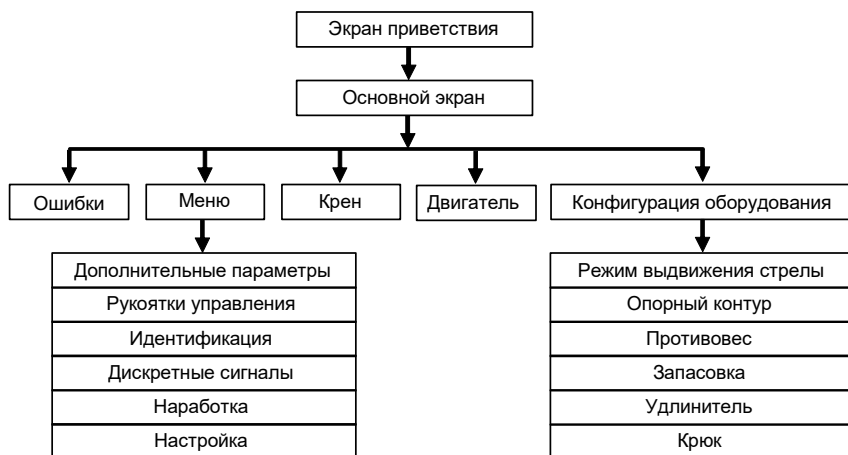 Экран приветствия
Основной экран
Ошибки
Меню
Крен
Двигатель
Конфигурация оборудования
Дополнительные параметры
Рукоятки управления
Идентификация
Дискретные сигналы
Наработка
Настройка
Режим выдвижения стрелы
Опорный контур
Противовес
Запасовка
Удлинитель
Крюк